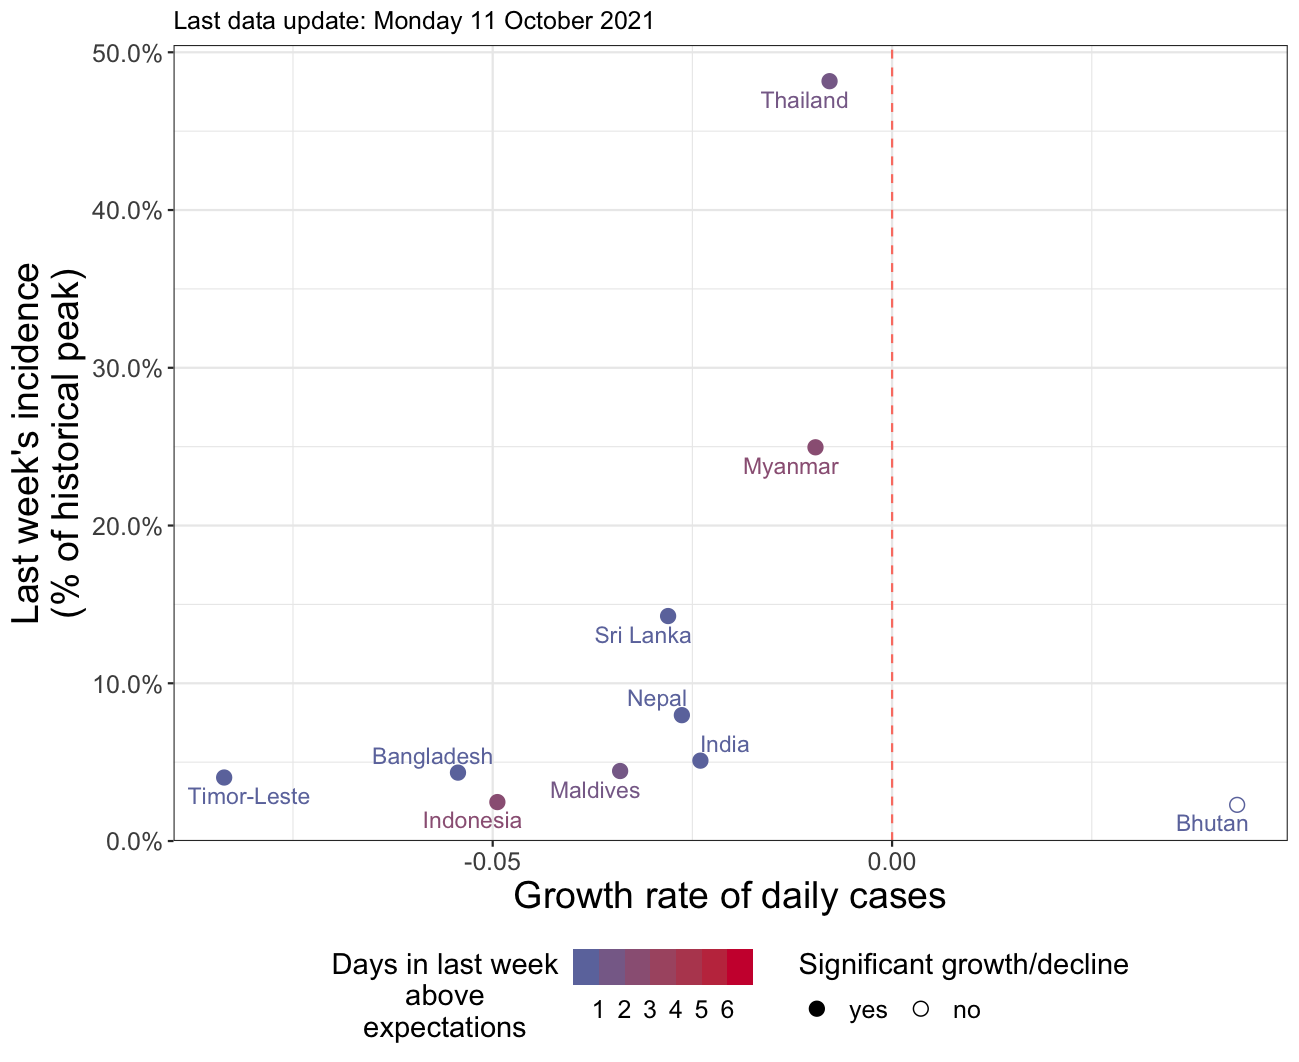 Last data update: Monday 11 October 2021
50.0%
Thailand
40.0%
Last week's incidence
(% of historical peak)
30.0%
Myanmar
20.0%
Sri Lanka
10.0%
Nepal
India
Bangladesh
Maldives
Timor-Leste
Indonesia
Bhutan
0.0%
-0.05 0.00
Growth rate of daily cases
Days in last week
above
expectations
1 2 3 4 5 6
Significant growth/decline
yes no